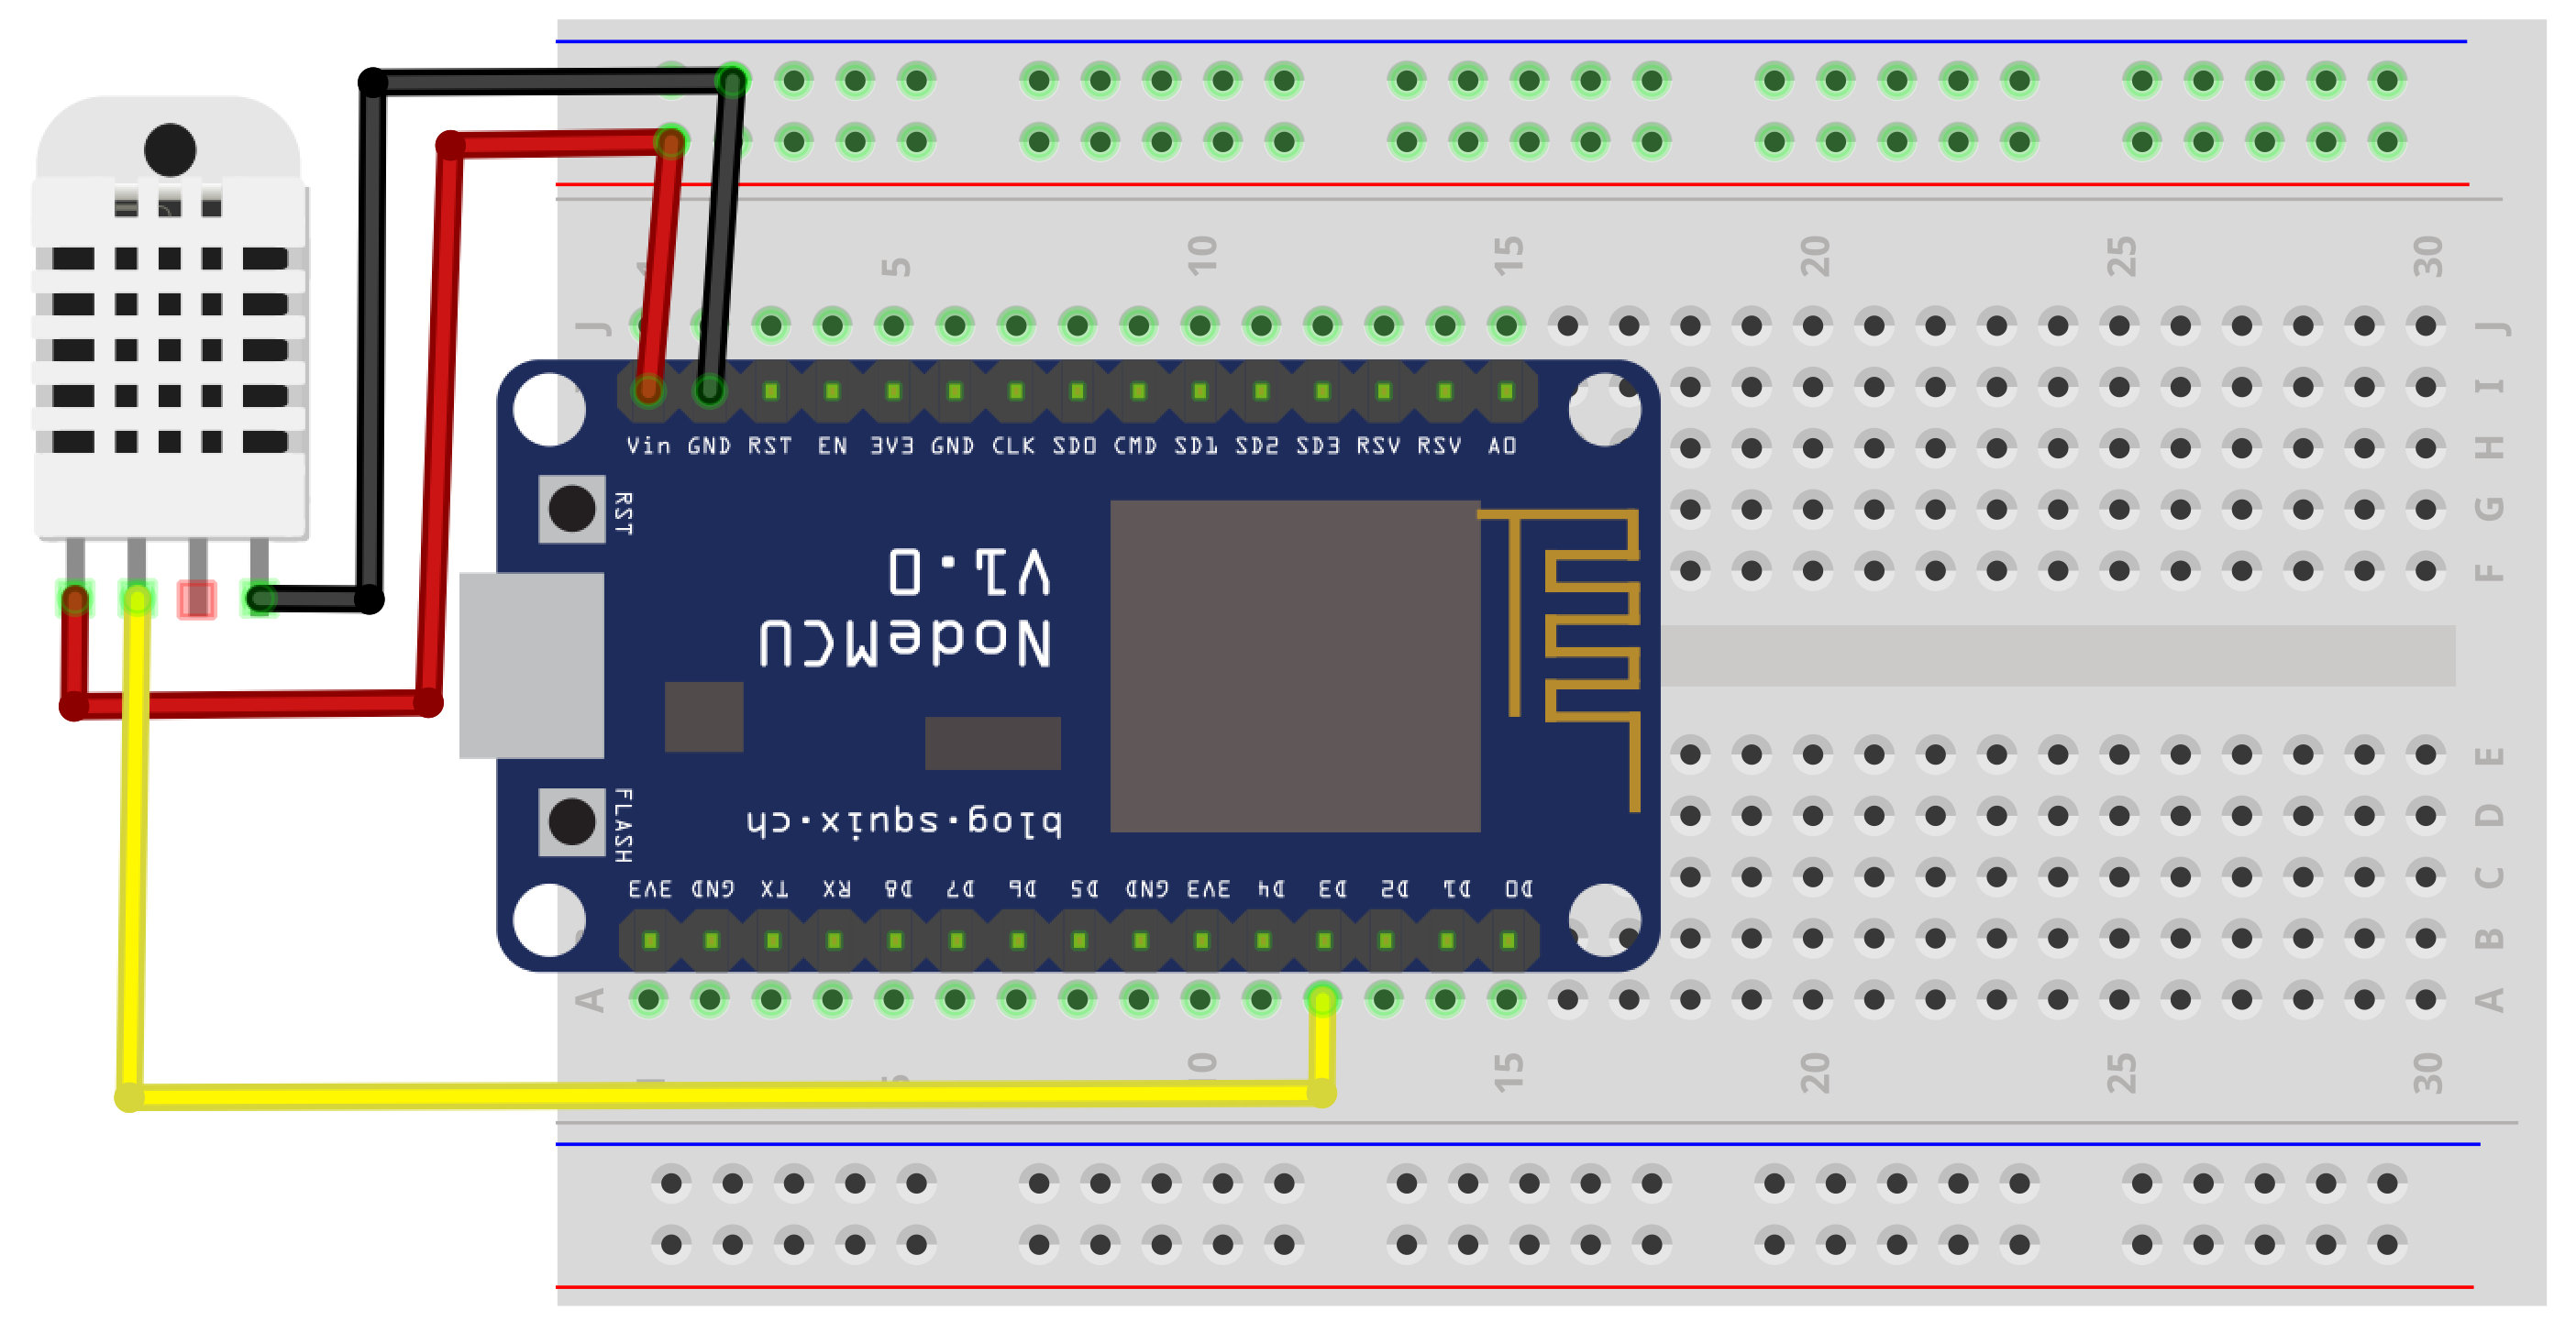 1 5 10 15 20 25 30
J J
I
H
G
F
E
D
C
B
A A
Vin GND RST EN 3V3 GND CLK SD0 CMD SD1 SD2 SD3 RSV RSV A0
RST
NodeMCU
V1.0
blog.squix.ch
FLASH
3V3 GND TX RX D8 D7 D6 D5 GND 3V3 D4 D3 D2 D1 D0
15 20 25 30